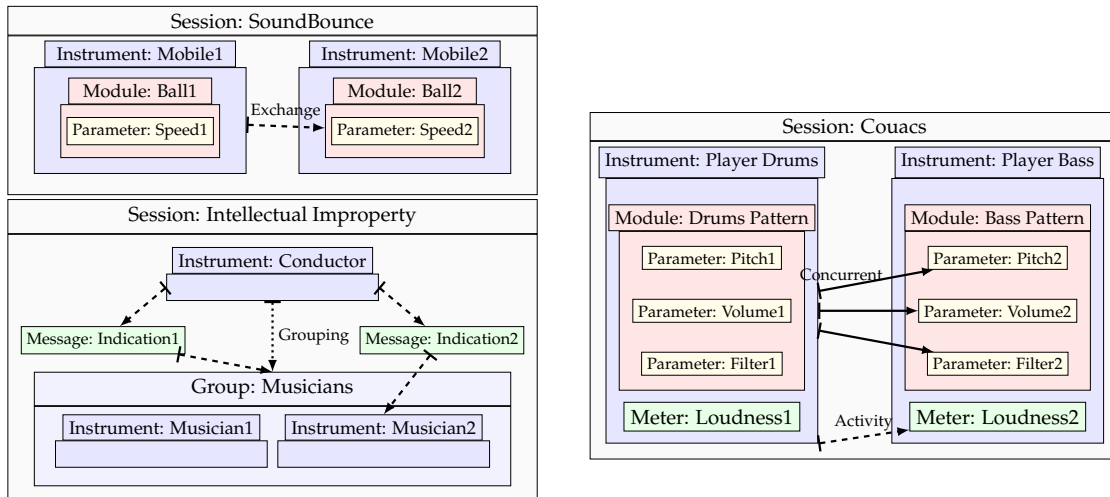 Session: SoundBounce
Instrument: Mobile1
Instrument: Mobile2
Module: Ball1
Module: Ball2
Exchange
Parameter: Speed1
Parameter: Speed2
Session: Intellectual Improperty
Instrument: Conductor
Grouping
Message: Indication1
Message: Indication2
Group: Musicians
Instrument: Musician1
Instrument: Musician2
Session: Couacs
Instrument: Player Drums
Instrument: Player Bass
Module: Drums Pattern
Module: Bass Pattern
Parameter: Pitch1
Concurrent
Parameter: Pitch2
Parameter: Volume1
Parameter: Volume2
Parameter: Filter1
Parameter: Filter2
Meter: Loudness1
Activity
Meter: Loudness2